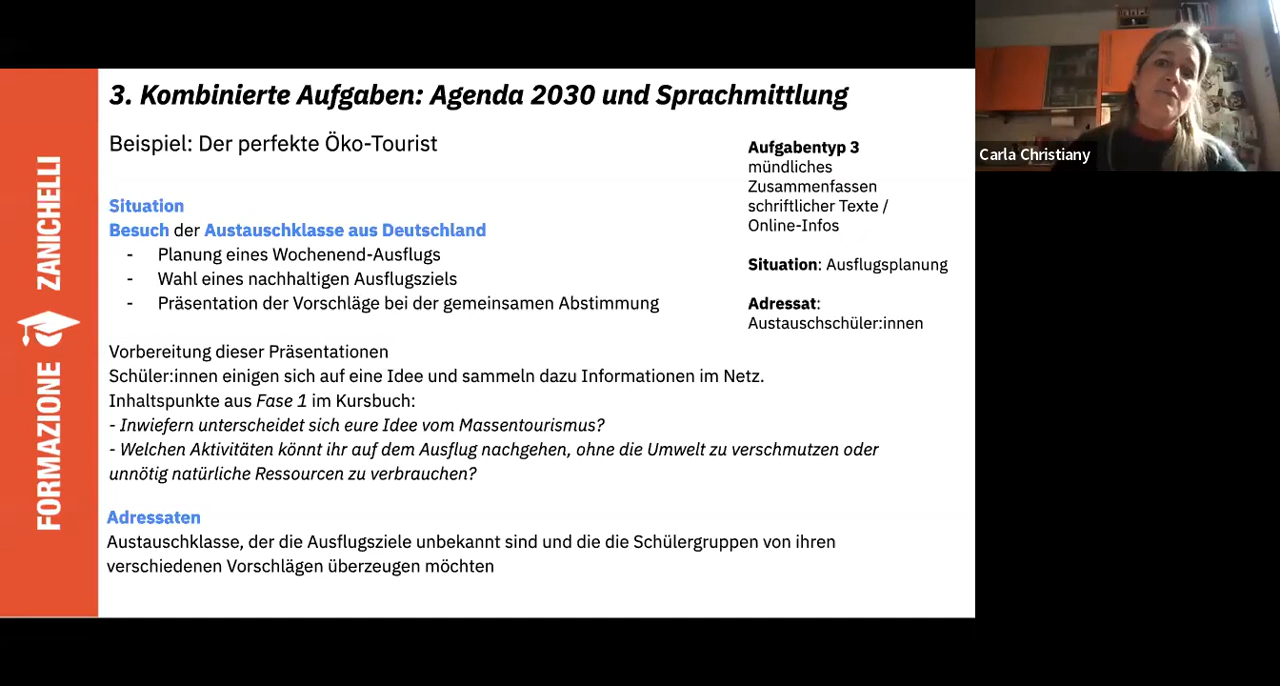 FORMAZIONE ZANICHELLI
3. Kombinierte Aufgaben: Agenda 2030 und Sprachmittlung
Beispiel: Der perfekte Öko-Tourist
Situation
Besuch der Austauschklasse aus Deutschland
- Planung eines Wochenend-Ausflugs
- Wahl eines nachhaltigen Ausflugsziels
- Präsentation der Vorschläge bei der gemeinsamen Abstimmung
Aufgabentyp 3
mündliches
Zusammenfassen
schriftlicher Texte /
Online-Infos
Situation: Ausflugsplanung
Adressat:
Austauschschüler:innen
Vorbereitung dieser Präsentationen
Schüler:innen einigen sich auf eine Idee und sammeln dazu Informationen im Netz.
Inhaltspunkte aus Fase 1 im Kursbuch:
- Inwiefern unterscheidet sich eure Idee vom Massentourismus?
- Welchen Aktivitäten könnt ihr auf dem Ausflug nachgehen, ohne die Umwelt zu verschmutzen oder
unnötig natürliche Ressourcen zu verbrauchen?
Adressaten
Austauschklasse, der die Ausflugsziele unbekannt sind und die die Schülergruppen von ihren
verschiedenen Vorschlägen überzeugen möchten
Carla Christiany